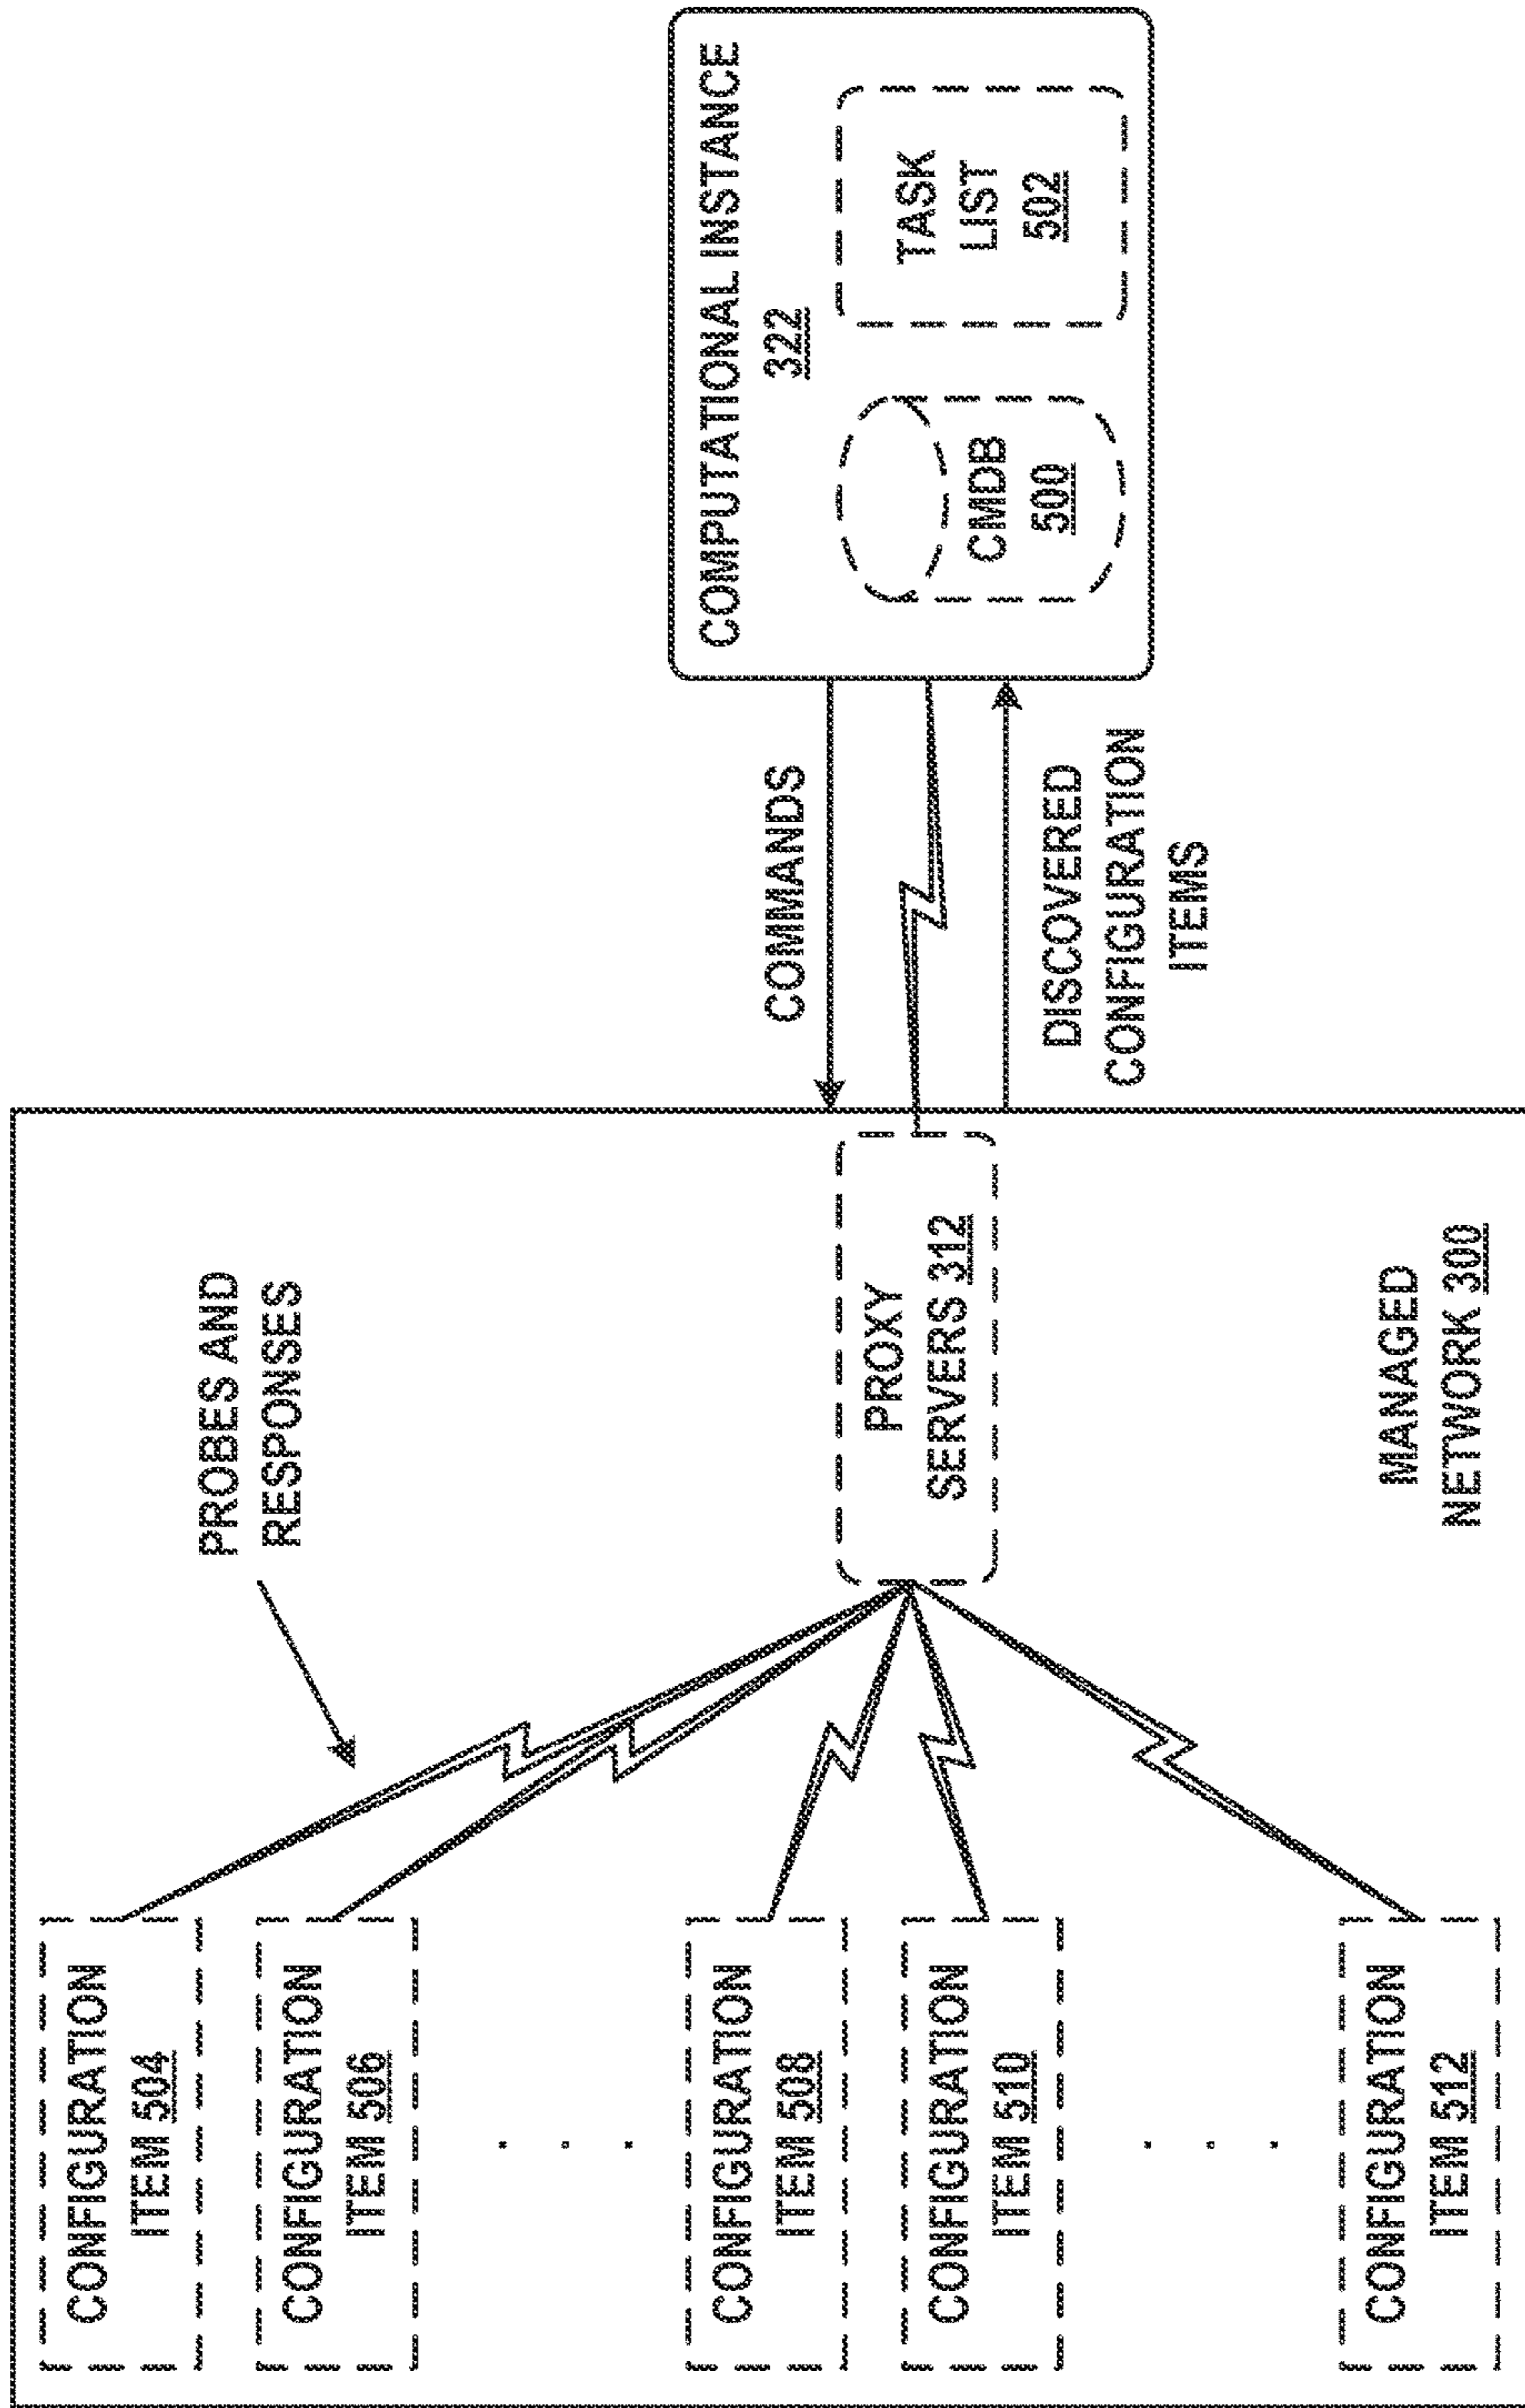 CONFIGURATION
ITEM 504
CONFIGURATION
ITEM 506
CONFIGURATION
ITEM 508
CONFIGURATION
ITEM 510
CONFIGURATION
ITEM 512
PROBES AND
RESPONSES
PROXY
SERVERS 312
MANAGED
NETWORK 300
COMMANDS
DISCOVERED
CONFIGURATION
ITEMS
COMPUTATIONAL INSTANCE
322
CMDB
500
TASK
LIST
502